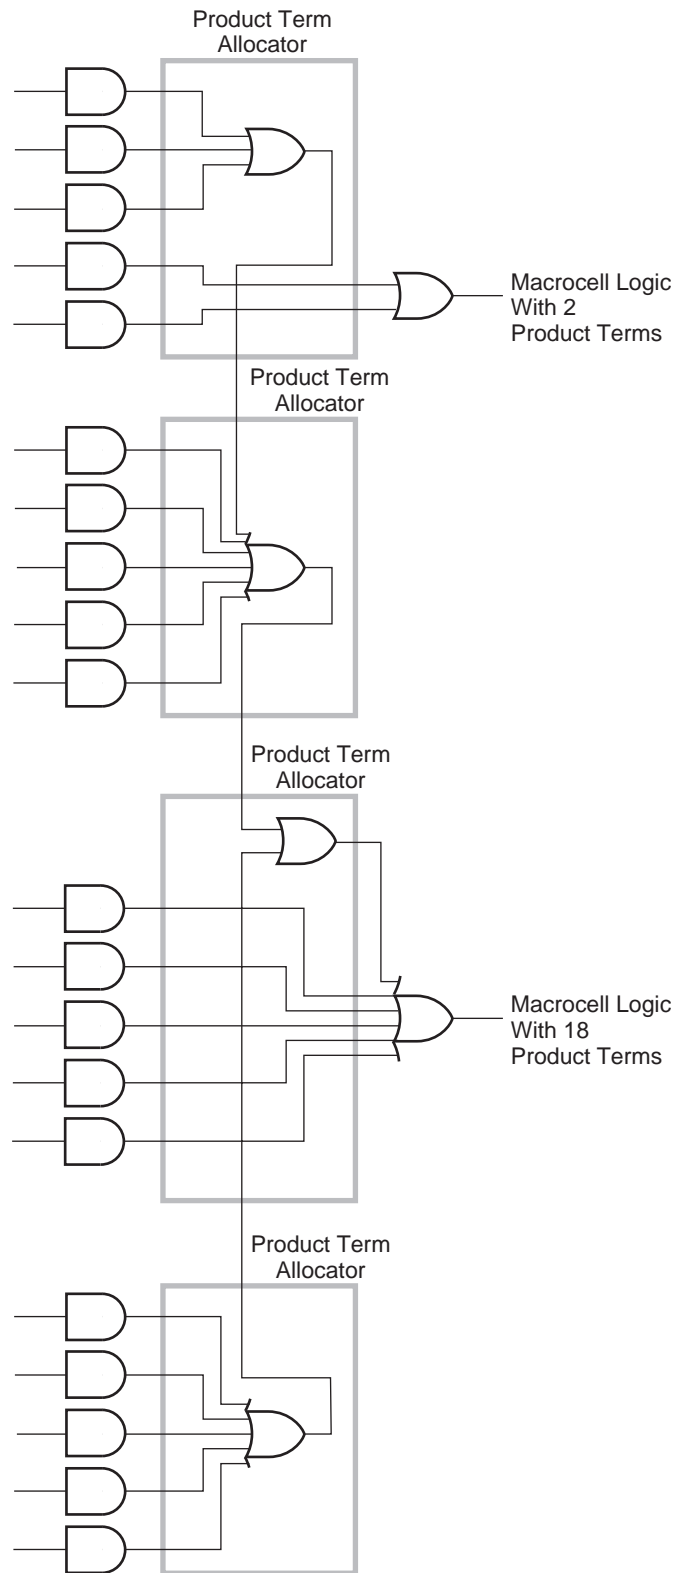 Product Term
Allocator
Macrocell Logic
With 2
Product Terms
Product Term
Allocator
Product Term
Allocator
Macrocell Logic
With 18
Product Terms
Product Term
Allocator